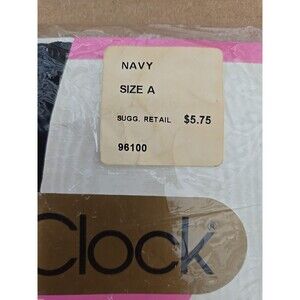 NAVY
SIZE A
SUGG. RETAIL $5.75
96100
Clock®